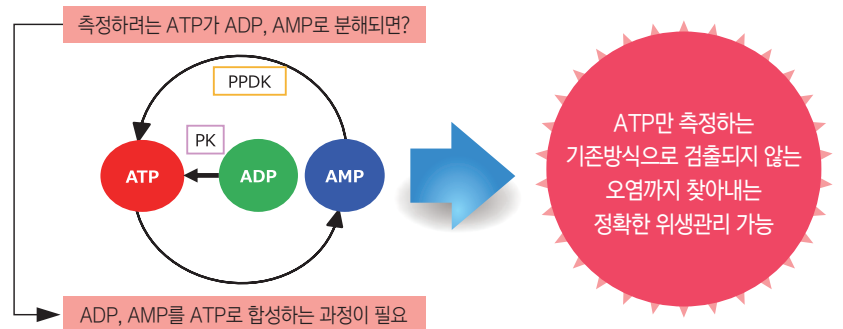 측정하려는 ATP가 ADP, AMP로 분해되면?
PPDK
PK
ATP
ADP
AMP
ADP, AMP를 ATP로 합성하는 과정이 필요
ATP만 측정하는
기존방식으로 검출되지 않는
오염까지 찾아내는
정확한 위생관리 가능